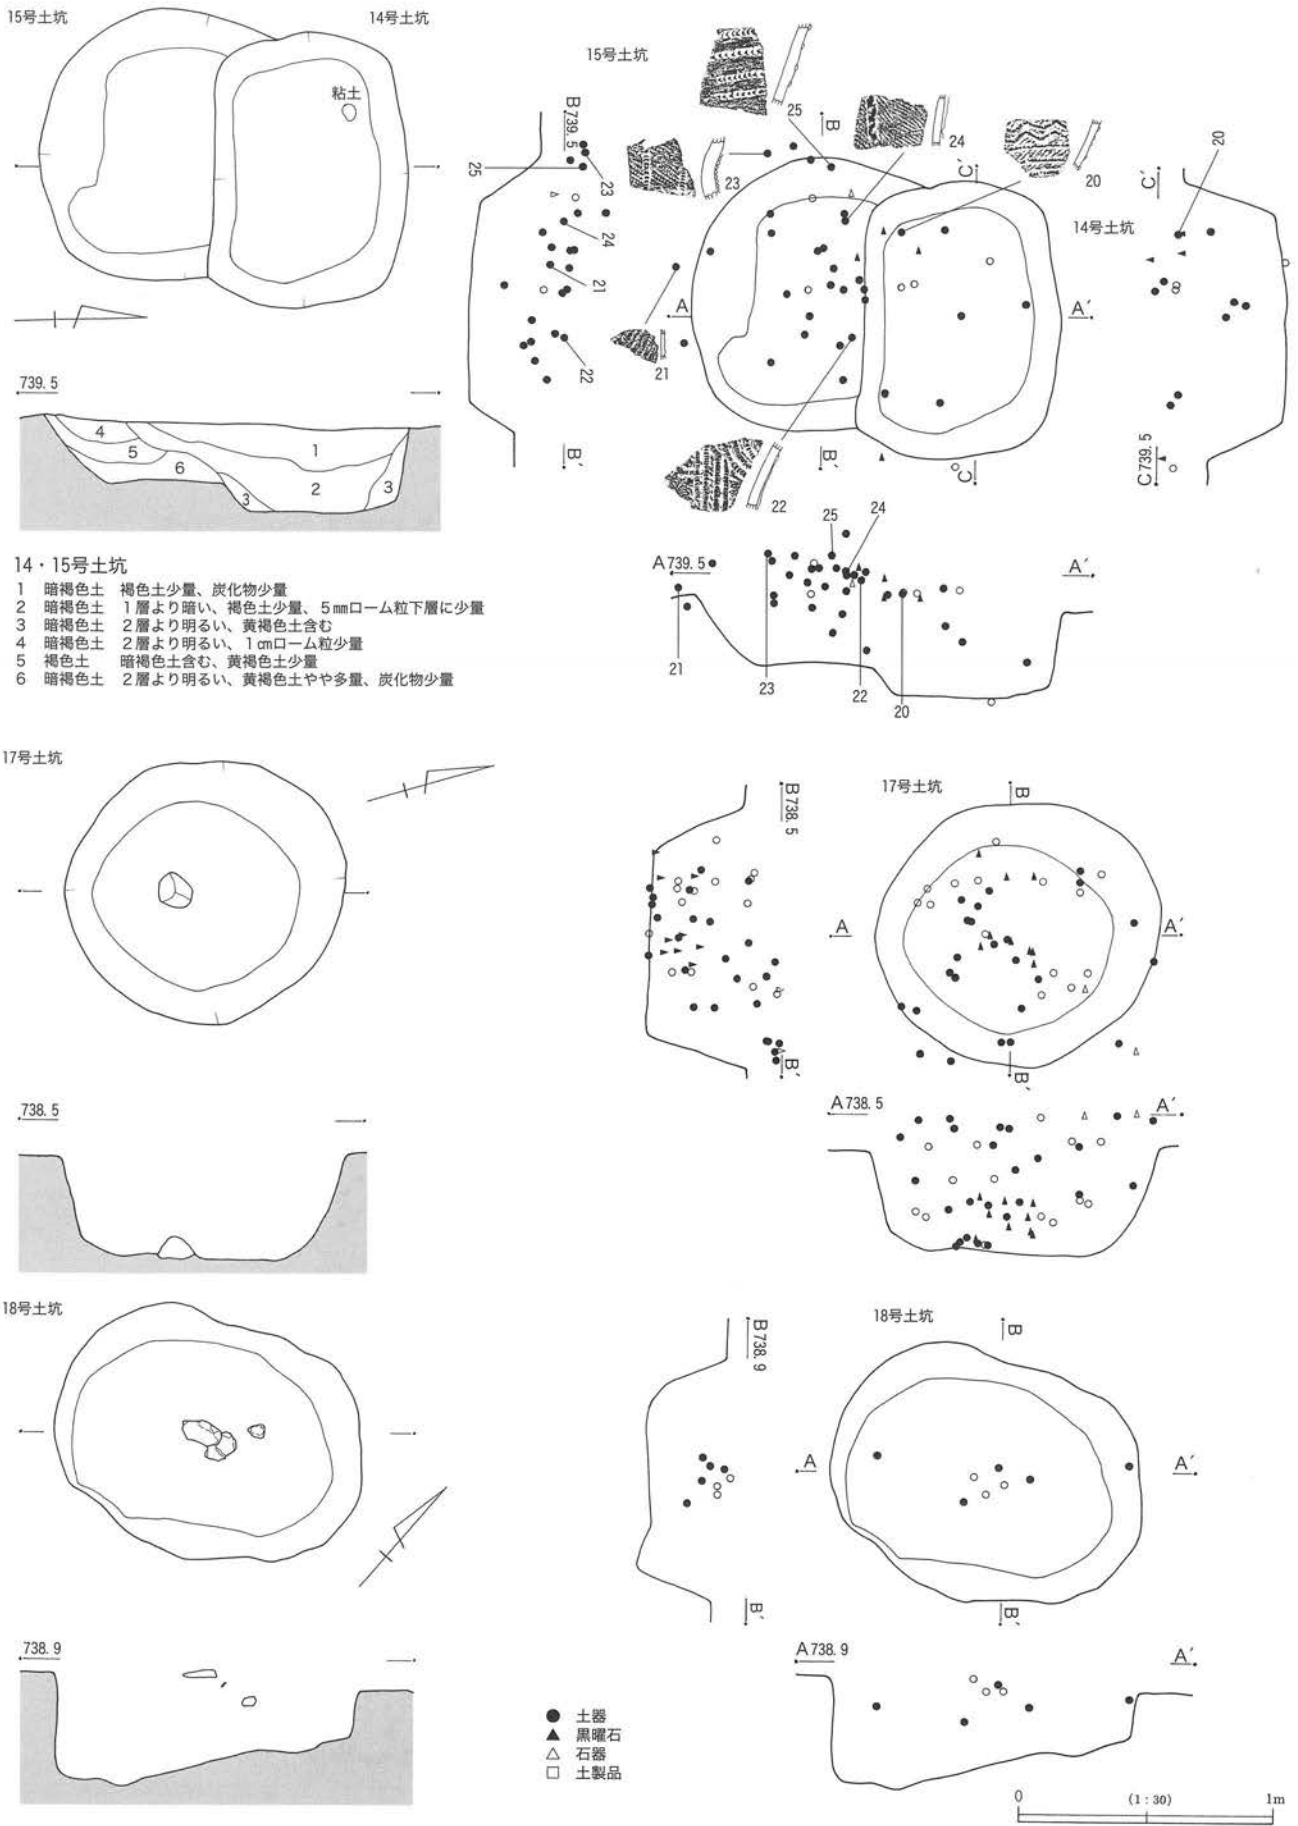 15号土坑
14号土坑
粘土
739.5
4
5
6
1
2
3
3
14・15号土坑
1 暗褐色土 褐色土少量、炭化物少量
2 暗褐色土 1層より暗い、褐色土少量、5㎜ローム粒下層に少量
3 暗褐色土 2層より明るい、黄褐色土含む
4 暗褐色土 2層より明るい、1㎝ローム粒少量
5 褐色土 暗褐色土含む、黄褐色土少量
6 暗褐色土 2層より明るい、黄褐色土やや多量、炭化物少量
15号土坑
B 739.5
25
23
24
21
22
B′
25
B
24
20
23
C′
A
A′
21
22
B′
C
C′
20
14号土坑
C 739.5
A 739.5
25
24
A′
21
23
22
20
17号土坑
738.5
B 738.5
B′
17号土坑
B
A
A′
B′
A 738.5
A′
18号土坑
738.9
B 738.9
B′
18号土坑
B
A
A′
B′
A 738.9
A′
● 土器
▲ 黒曜石
△ 石器
□ 土製品
0
(1:30)
1m